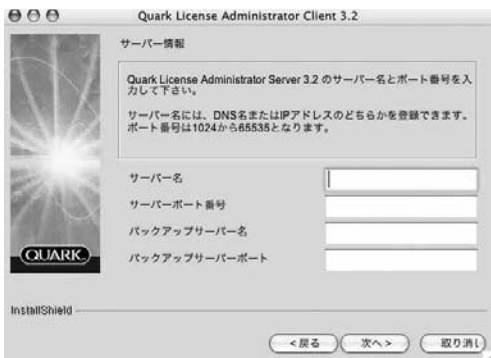 Quark License Administrator Client 3.2
サーバー情報
Quark License Administrator Server 3.2 のサーバー名とポート番号を入
力して下さい。
サーバー名には、DNS名またはIPアドレスのどちらかを登録できます。
ポート番号は1024から65535となります。
サーバー名
サーバーポート番号
バックアップサーバー名
バックアップサーバーポート
QUARK
InstallShield
<戻る
次へ>
取り消し